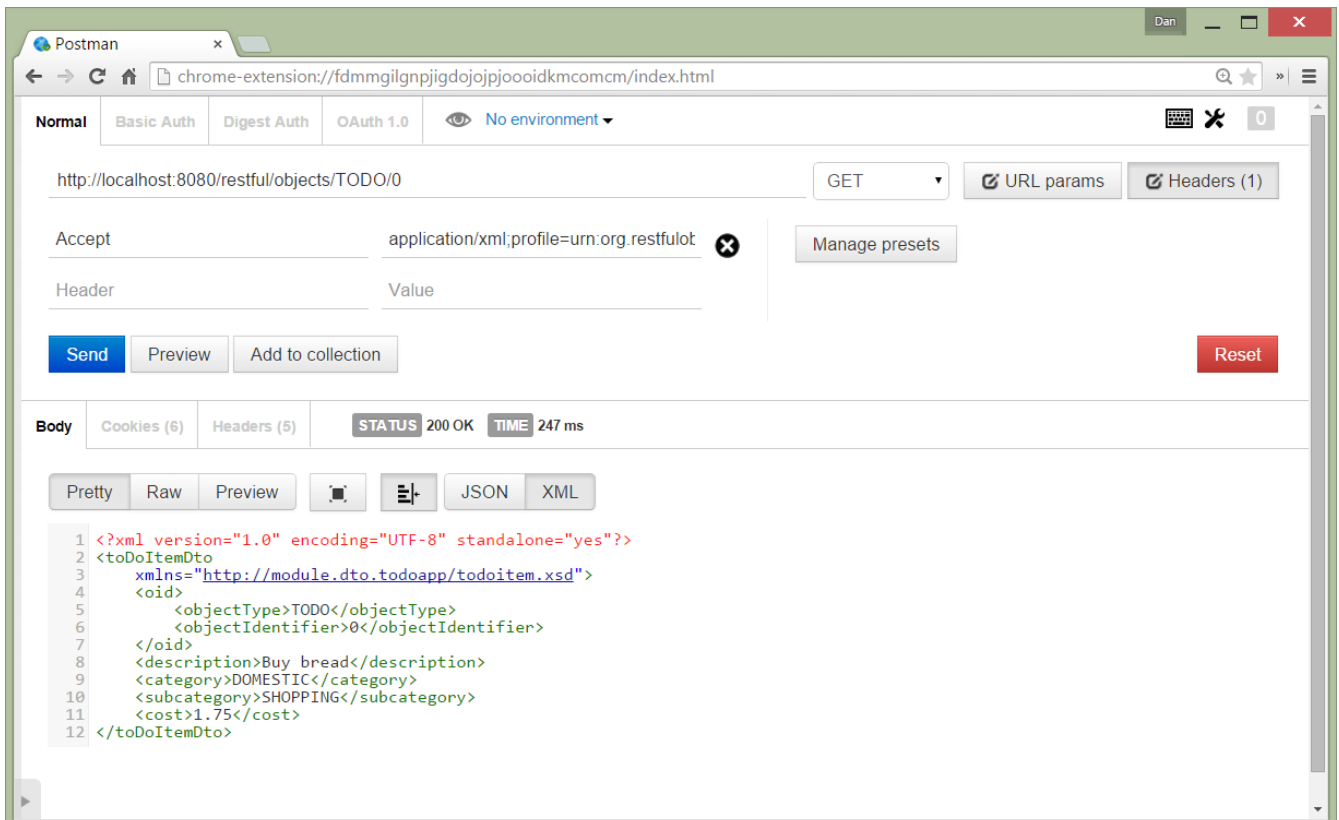 Dan
Postman
chrome-extension://fdmmgilgnpjigdojojpjoooidkmcomcm/index.html
Normal Basic Auth Digest Auth OAuth 1.0 No environment 0
http://localhost:8080/restful/objects/TODO/0 GET URL params Headers (1)
Accept application/xml;profile=urn:org.restfulob Manage presets
Header Value
Send Preview Add to collection Reset
Body Cookies (6) Headers (5) STATUS 200 OK TIME 247 ms
Pretty Raw Preview JSON XML
1 <?xml version="1.0" encoding="UTF-8" standalone="yes"?>
2 <toDoItemDto
3 xmlns="http://module.dto.todoapp/todoitem.xsd">
4 <oid>
5 <objectType>TODO</objectType>
6 <objectIdentifier>0</objectIdentifier>
7 </oid>
8 <description>Buy bread</description>
9 <category>DOMESTIC</category>
10 <subcategory>SHOPPING</subcategory>
11 <cost>1.75</cost>
12 </toDoItemDto>